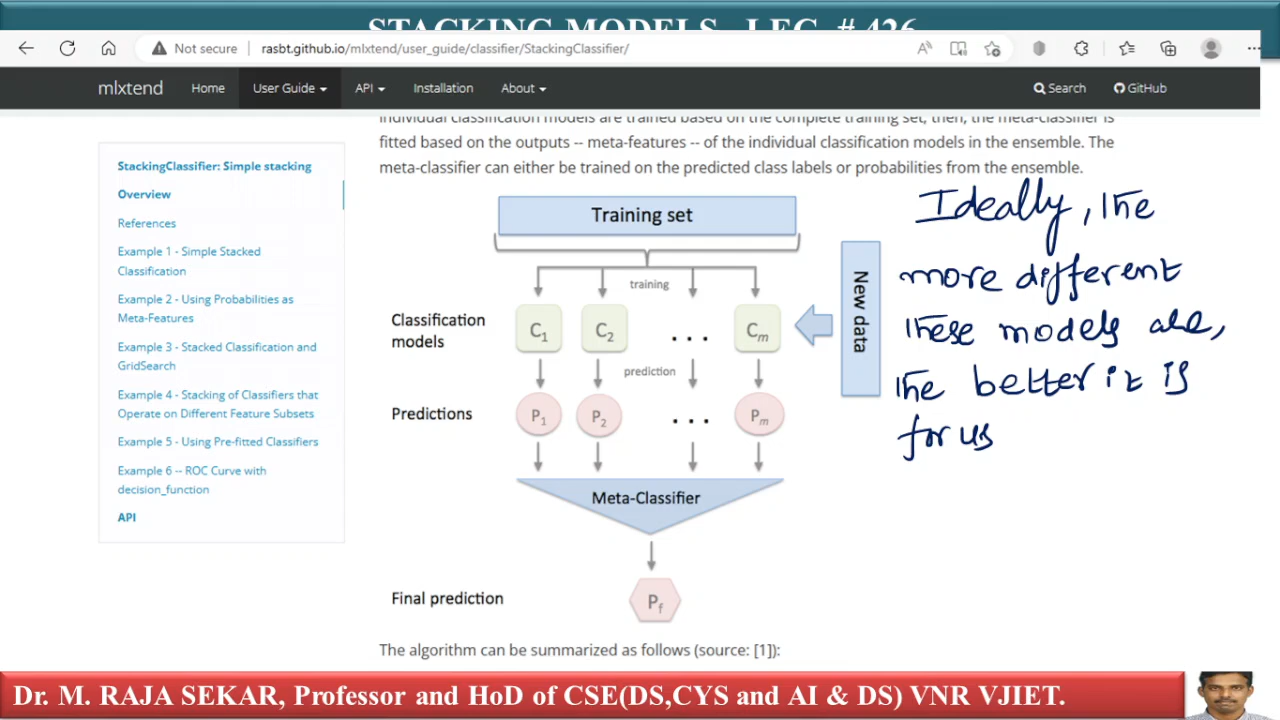 STACKING MODELS - LEC. # 426
Not secure | rasbt.github.io/mlxtend/user_guide/classifier/StackingClassifier/
mlxtend Home User Guide API Installation About Search GitHub
individual classification models are trained based on the complete training set, then, the meta-classifier is
fitted based on the outputs -- meta-features -- of the individual classification models in the ensemble. The
meta-classifier can either be trained on the predicted class labels or probabilities from the ensemble.
StackingClassifier: Simple stacking
Overview
References
Example 1 - Simple Stacked
Classification
Example 2 - Using Probabilities as
Meta-Features
Example 3 - Stacked Classification and
GridSearch
Example 4 - Stacking of Classifiers that
Operate on Different Feature Subsets
Example 5 - Using Pre-fitted Classifiers
Example 6 -- ROC Curve with
decision_function
API
Training set
training
Classification
models
C1 C2 . . . Cm
New data
prediction
Predictions
P1 P2 . . . Pm
Meta-Classifier
Final prediction
Pf
Ideally, the
more different
these models are,
the better it is
for us
The algorithm can be summarized as follows (source: [1]):
Dr. M. RAJA SEKAR, Professor and HoD of CSE(DS,CYS and AI & DS) VNR VJIET.